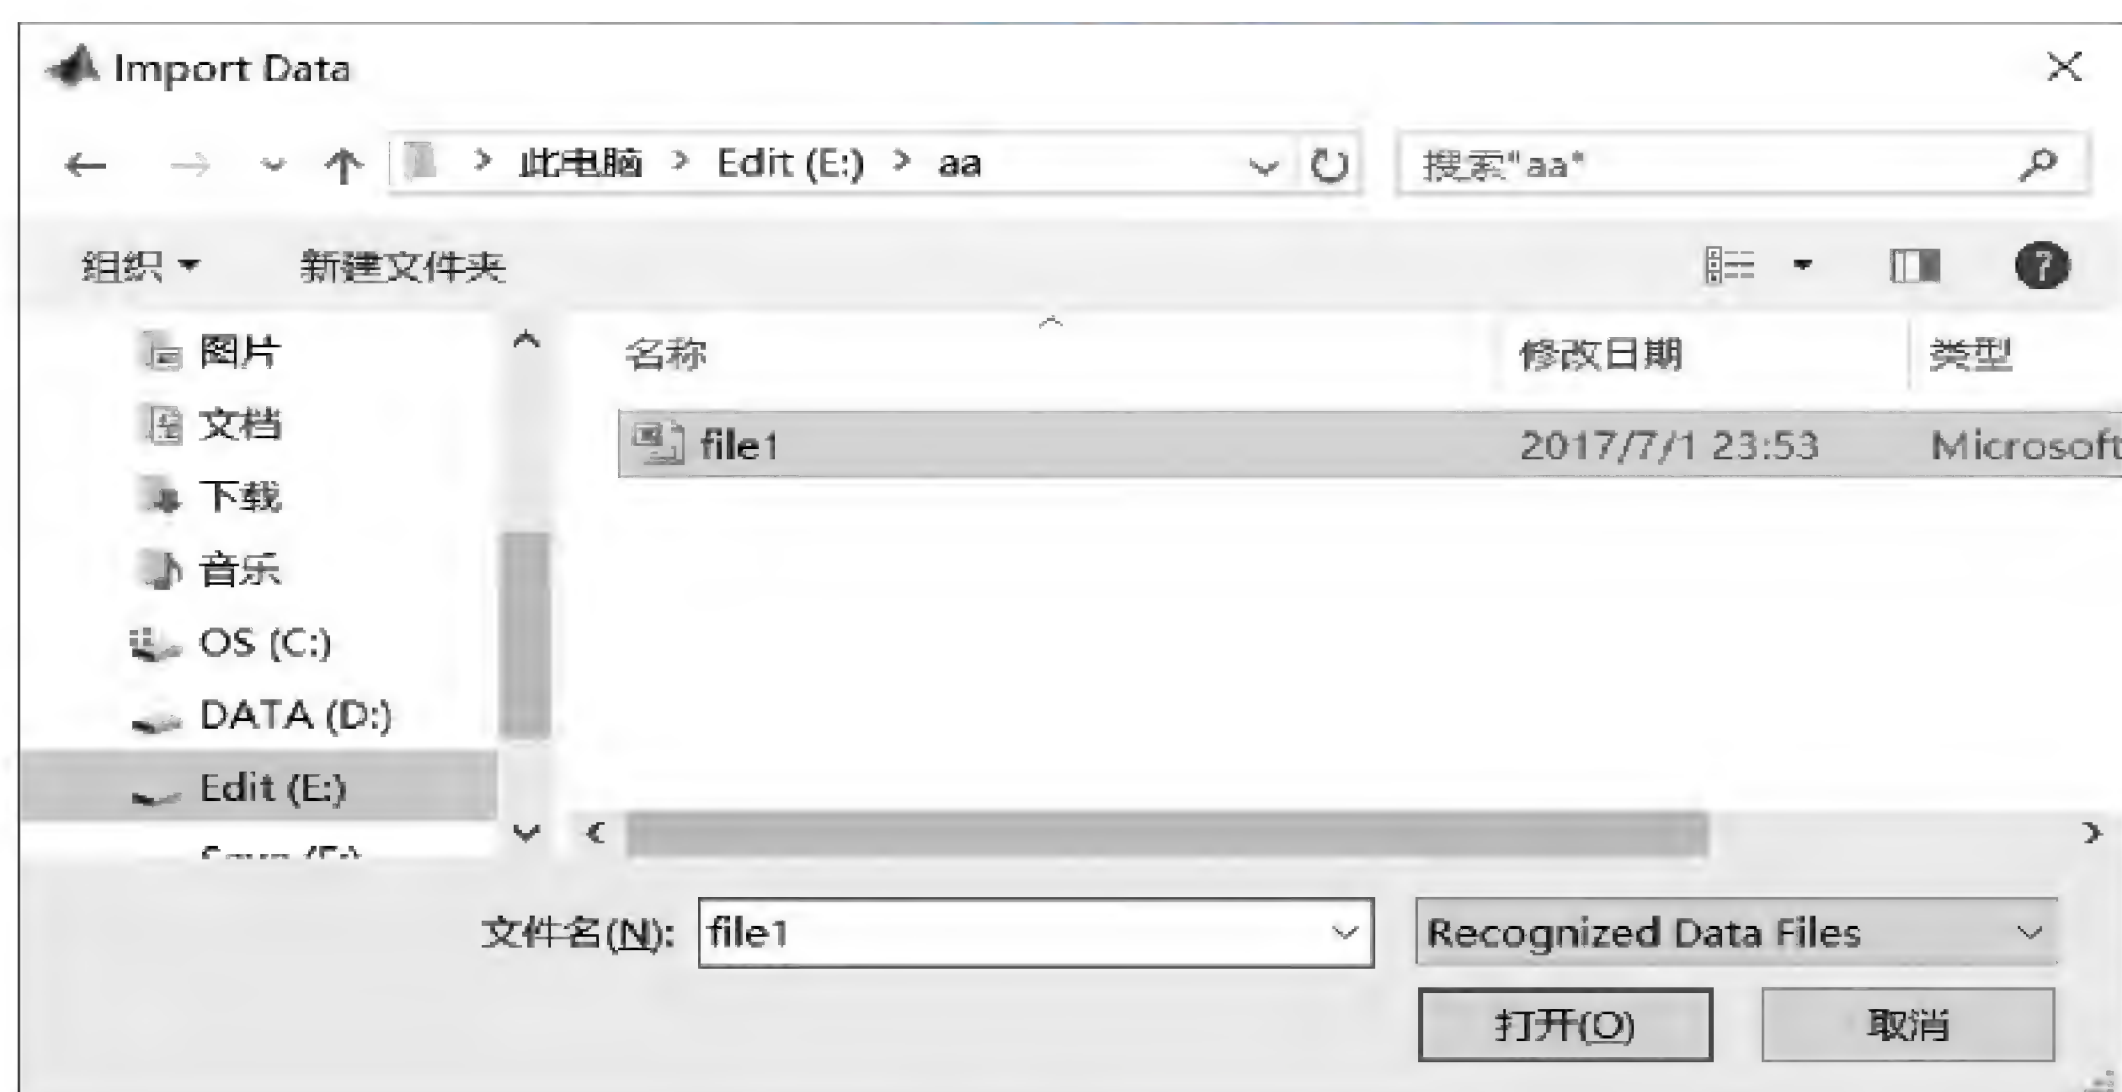 Import Data
此电脑 > Edit (E:) > aa
搜索"aa"
组织 新建文件夹
名称 修改日期 类型
图片
file1 2017/7/1 23:53 Microsoft
文档
下载
音乐
OS (C:)
DATA (D:)
Edit (E:)
文件名(N): file1 Recognized Data Files
打开(O) 取消